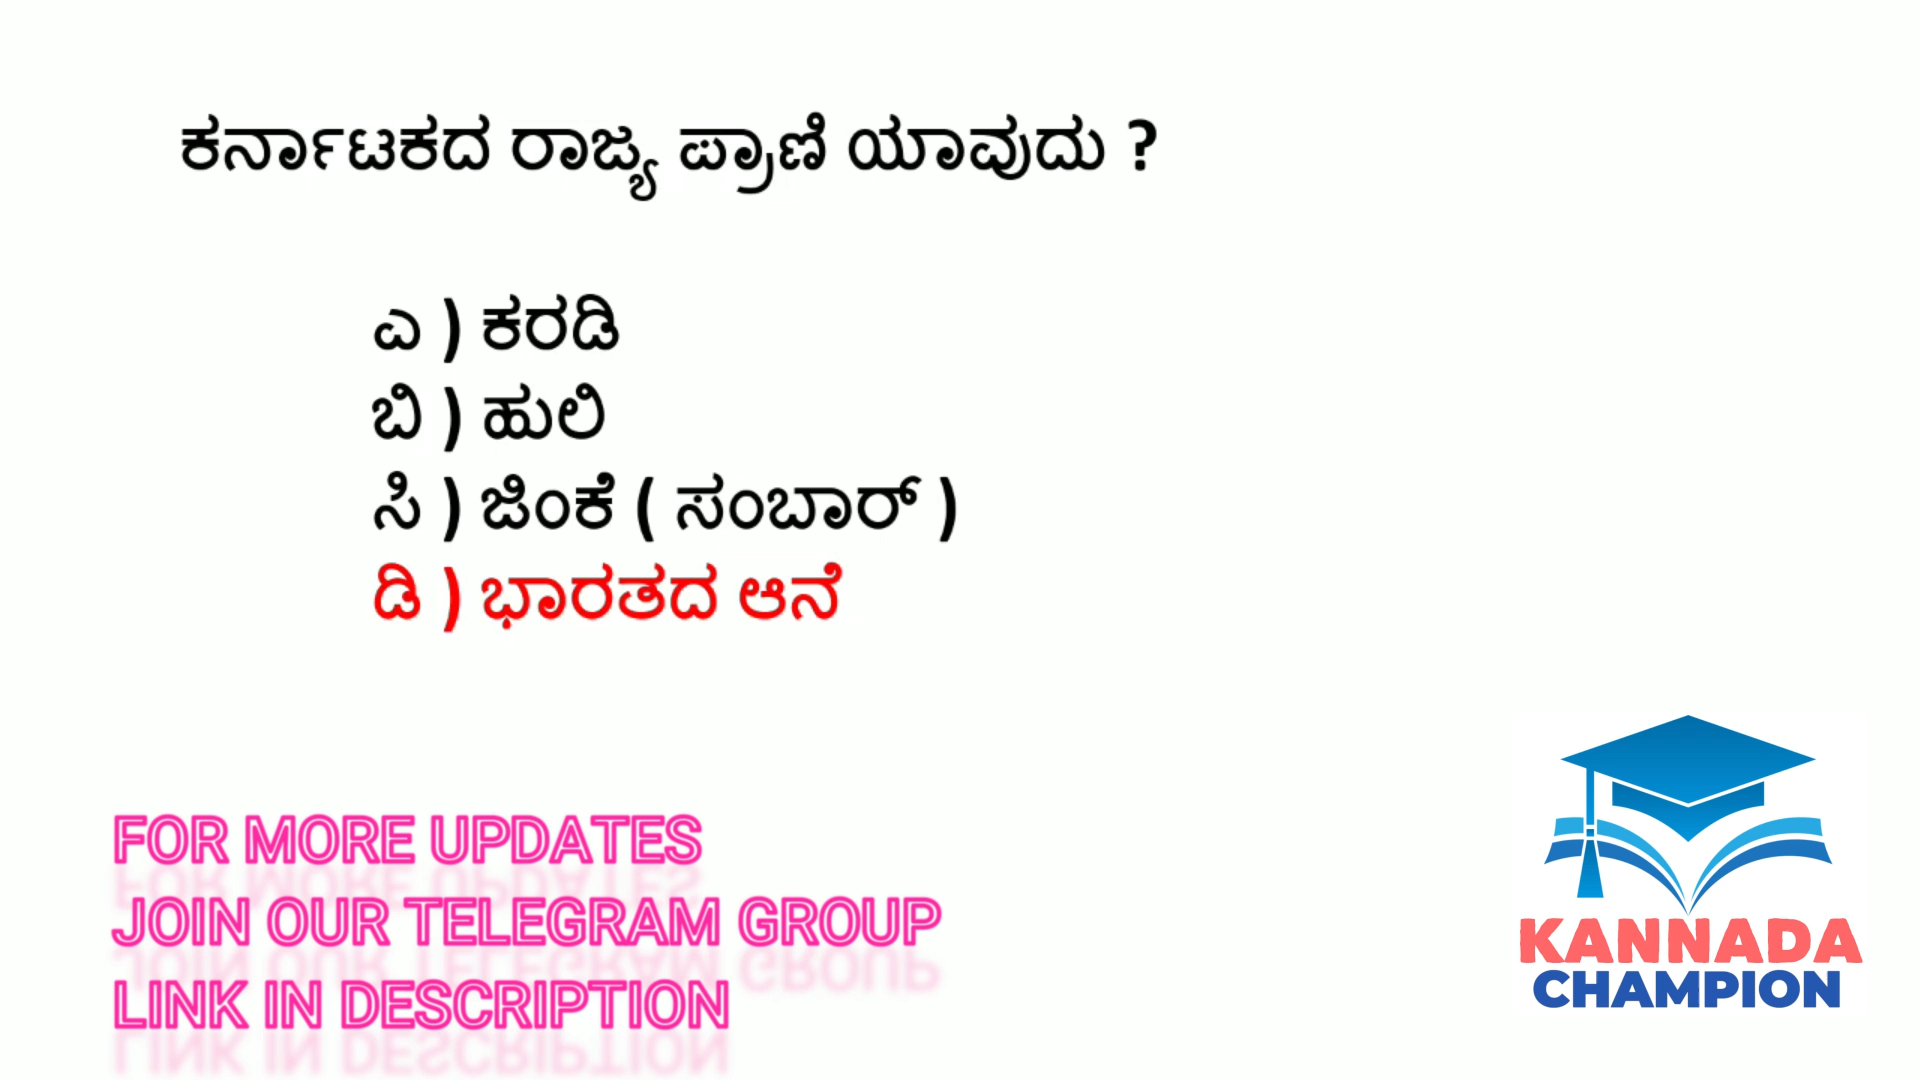 ಕರ್ನಾಟಕದ ರಾಜ್ಯ ಪ್ರಾಣಿ ಯಾವುದು ?
ಎ ) ಕರಡಿ
ಬಿ ) ಹುಲಿ
ಸಿ ) ಜಿಂಕೆ ( ಸಂಬಾರ್ )
ಡಿ ) ಭಾರತದ ಆನೆ
FOR MORE UPDATES
JOIN OUR TELEGRAM GROUP
LINK IN DESCRIPTION
KANNADA
CHAMPION